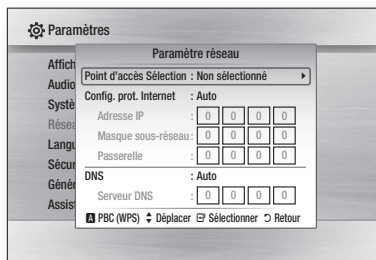 Paramètres
Paramètre réseau
Affich
Point d'accès Sélection : Non sélectionné
Audio
Config. prot. Internet : Auto
Systè
Adresse IP : 0 0 0 0
Résea
Masque sous-réseau : 0 0 0 0
Langu
Passerelle : 0 0 0 0
Sécur
DNS : Auto
Génér
Serveur DNS : 0 0 0 0
Assist
A PBC (WPS) Déplacer Sélectionner Retour